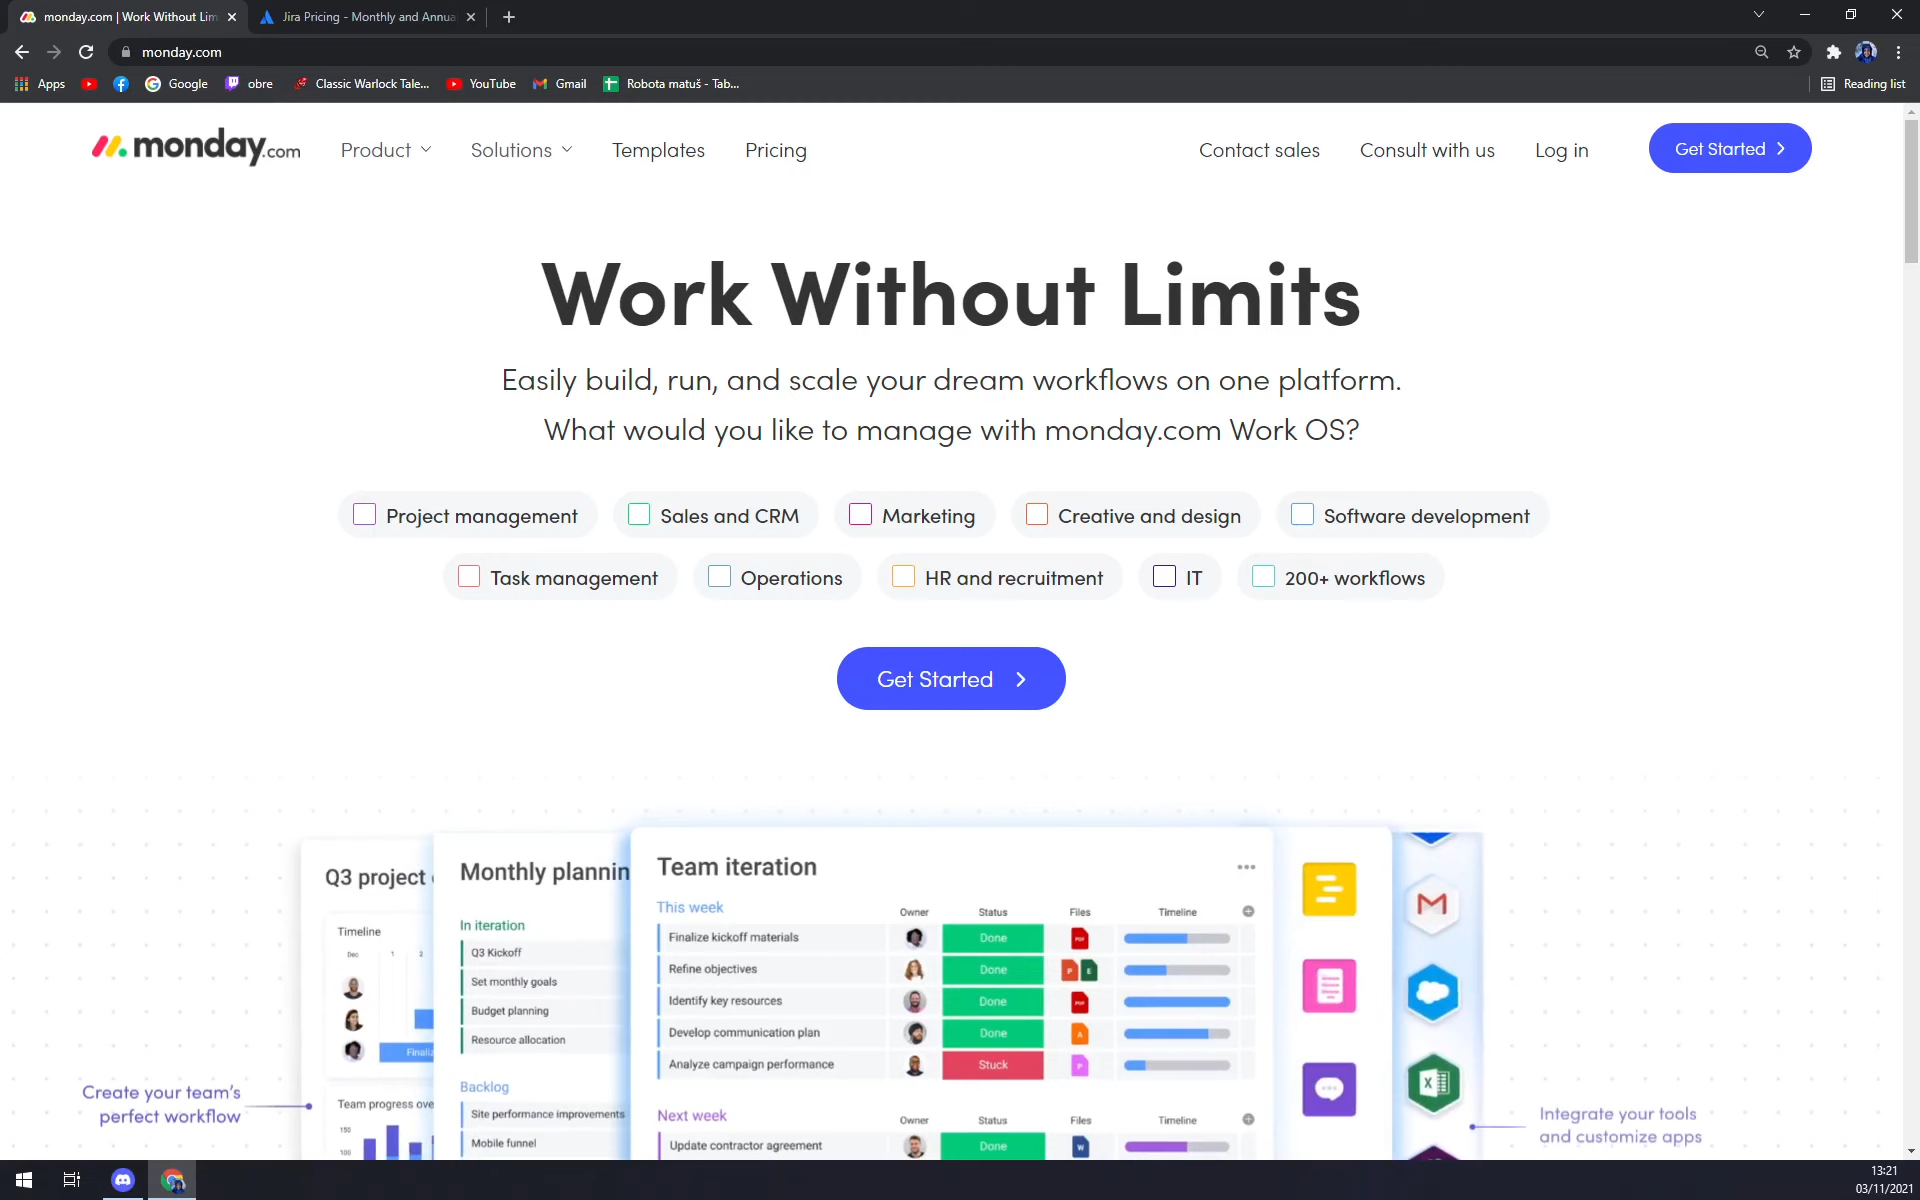 monday.com | Work Without Lim
Jira Pricing - Monthly and Annua
monday.com
Apps
Google
obre
Classic Warlock Tale...
YouTube
Gmail
Robota matuš - Tab...
Reading list
monday.com
Product
Solutions
Templates
Pricing
Contact sales
Consult with us
Log in
Get Started
Work Without Limits
Easily build, run, and scale your dream workflows on one platform.
What would you like to manage with monday.com Work OS?
Project management
Sales and CRM
Marketing
Creative and design
Software development
Task management
Operations
HR and recruitment
IT
200+ workflows
Get Started
Q3 project
Timeline
Dec 1 2
Finaliz
Team progress ove
150
100
Create your team's
perfect workflow
Monthly plannin
In iteration
Q3 Kickoff
Set monthly goals
Budget planning
Resource allocation
Backlog
Site performance improvements
Mobile funnel
Team iteration
This week Owner Status Files Timeline
Finalize kickoff materials Done PDF
Refine objectives Done P E
Identify key resources Done PDF
Develop communication plan Done A
Analyze campaign performance Stuck P
Next week Owner Status Files Timeline
Update contractor agreement Done W
X
Integrate your tools
and customize apps
13:21
03/11/2021